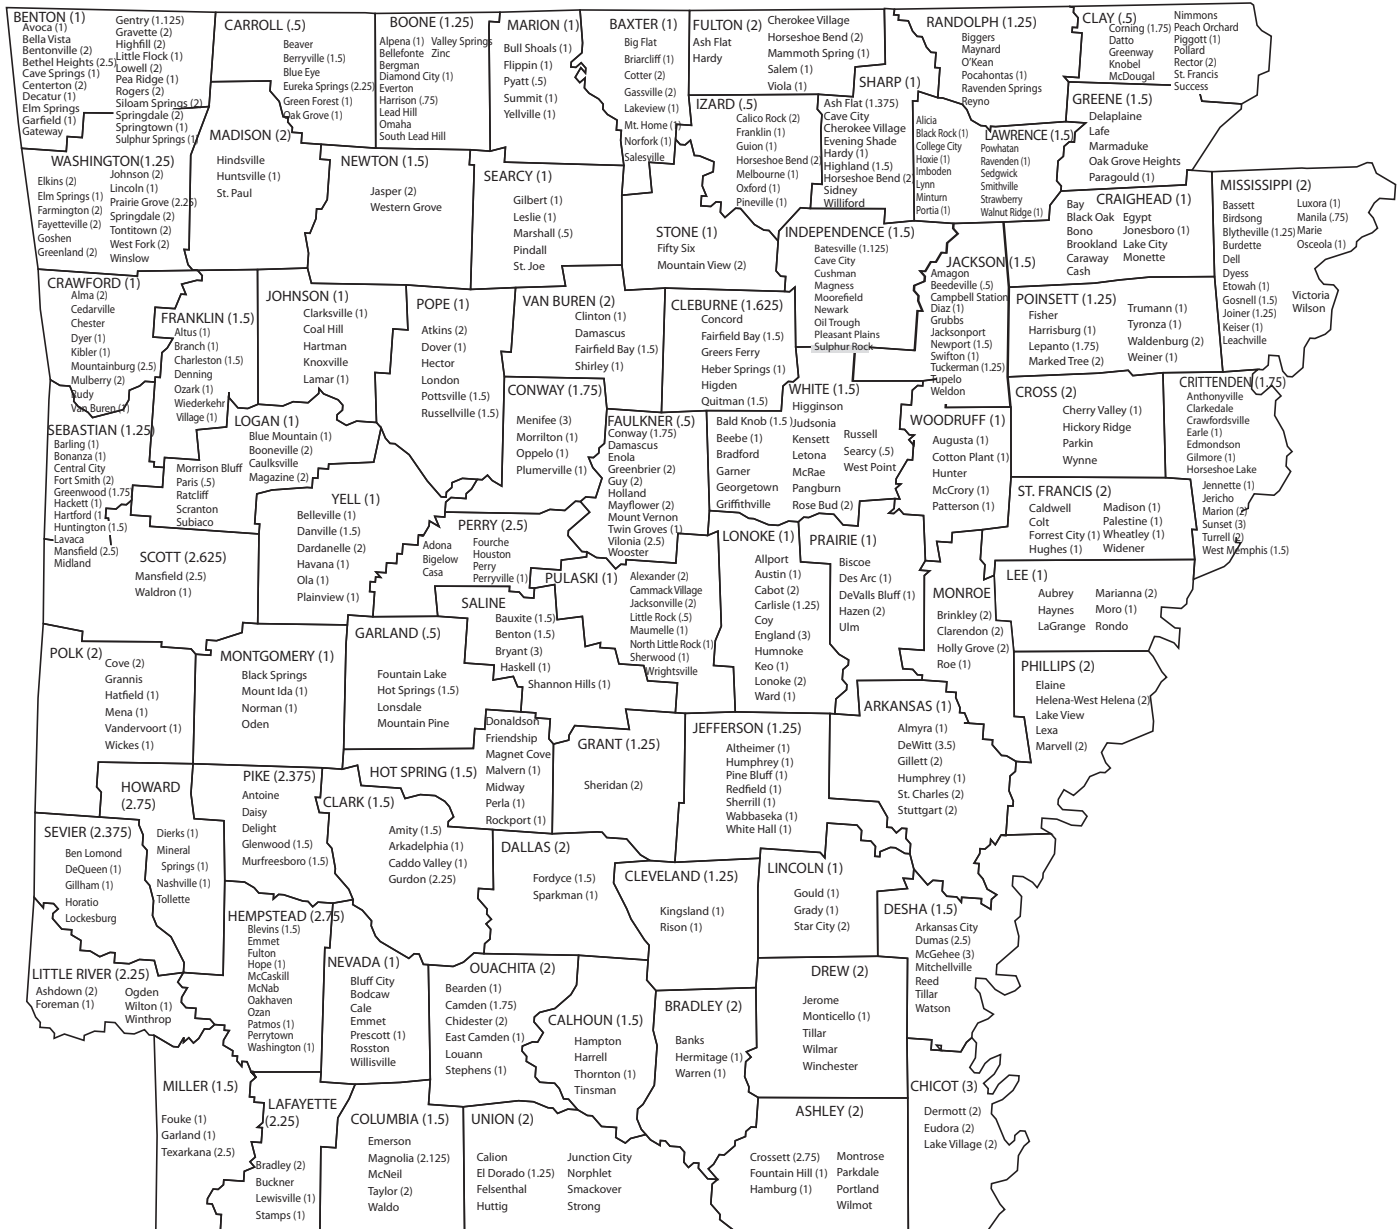 BENTON (1)
Avoca (1)
Bella Vista
Bentonville (2)
Bethel Heights (2.5)
Cave Springs (1)
Centerton (2)
Decatur (1)
Elm Springs
Garfield (1)
Gateway
Gentry (1.125)
Gravette (2)
Highfill (2)
Little Flock (1)
Lowell (2)
Pea Ridge (1)
Rogers (2)
Siloam Springs (2)
Springdale (2)
Springtown (1)
Sulphur Springs (1)
CARROLL (.5)
Beaver
Berryville (1.5)
Blue Eye
Eureka Springs (2.25)
Green Forest (1)
Oak Grove (1)
BOONE (1.25)
Alpena (1) Valley Springs
Bellefonte Zinc
Bergman
Diamond City (1)
Everton
Harrison (.75)
Lead Hill
Omaha
South Lead Hill
MARION (1)
Bull Shoals (1)
Flippin (1)
Pyatt (.5)
Summit (1)
Yellville (1)
BAXTER (1)
Big Flat
Briarcliff (1)
Cotter (2)
Gassville (2)
Lakeview (1)
Mt. Home (1)
Norfork (1)
Salesville
FULTON (2)
Ash Flat
Hardy
Cherokee Village
Horseshoe Bend (2)
Mammoth Spring (1)
Salem (1)
Viola (1)
SHARP (1)
Ash Flat (1.375)
Cave City
Cherokee Village
Evening Shade
Hardy (1)
Highland (1.5)
Horseshoe Bend (2)
Sidney
Williford
RANDOLPH (1.25)
Biggers
Maynard
O'Kean
Pocahontas (1)
Ravenden Springs
Reyno
CLAY (.5)
Corning (1.75)
Datto
Greenway
Knobel
McDougal
Nimmons
Peach Orchard
Piggott (1)
Pollard
Rector (2)
St. Francis
Success
GREENE (1.5)
Delaplaine
Lafe
Marmaduke
Oak Grove Heights
Paragould (1)
IZARD (.5)
Calico Rock (2)
Franklin (1)
Guion (1)
Horseshoe Bend (2)
Melbourne (1)
Oxford (1)
Pineville (1)
LAWRENCE (1.5)
Alicia
Black Rock (1)
College City
Hoxie (1)
Imboden
Lynn
Minturn
Portia (1)
Powhatan
Ravenden (1)
Sedgwick
Smithville
Strawberry
Walnut Ridge (1)
MADISON (2)
Hindsville
Huntsville (1)
St. Paul
WASHINGTON(1.25)
Elkins (2)
Elm Springs (1)
Farmington (2)
Fayetteville (2)
Goshen
Greenland (2)
Johnson (2)
Lincoln (1)
Prairie Grove (2.25)
Springdale (2)
Tontitown (2)
West Fork (2)
Winslow
NEWTON (1.5)
Jasper (2)
Western Grove
SEARCY (1)
Gilbert (1)
Leslie (1)
Marshall (.5)
Pindall
St. Joe
STONE (1)
Fifty Six
Mountain View (2)
INDEPENDENCE (1.5)
Batesville (1.125)
Cave City
Cushman
Magness
Moorefield
Newark
Oil Trough
Pleasant Plains
Sulphur Rock
JACKSON (1.5)
Amagon
Beedeville (.5)
Campbell Station
Diaz (1)
Grubbs
Jacksonport
Newport (1.5)
Swifton (1)
Tuckerman (1.25)
Tupelo
Weldon
CRAIGHEAD (1)
Bay
Black Oak
Bono
Brookland
Caraway
Cash
Egypt
Jonesboro (1)
Lake City
Monette
MISSISSIPPI (2)
Bassett
Birdsong
Blytheville (1.25)
Burdette
Dell
Dyess
Etowah (1)
Gosnell (1.5)
Joiner (1.25)
Keiser (1)
Leachville
Luxora (1)
Manila (.75)
Marie
Osceola (1)
Victoria
Wilson
CRAWFORD (1)
Alma (2)
Cedarville
Chester
Dyer (1)
Kibler (1)
Mountainburg (2.5)
Mulberry (2)
Rudy
Van Buren (1)
FRANKLIN (1.5)
Altus (1)
Branch (1)
Charleston (1.5)
Denning
Ozark (1)
Wiederkehr
Village (1)
JOHNSON (1)
Clarksville (1)
Coal Hill
Hartman
Knoxville
Lamar (1)
POPE (1)
Atkins (2)
Dover (1)
Hector
London
Pottsville (1.5)
Russellville (1.5)
VAN BUREN (2)
Clinton (1)
Damascus
Fairfield Bay (1.5)
Shirley (1)
CLEBURNE (1.625)
Concord
Fairfield Bay (1.5)
Greers Ferry
Heber Springs (1)
Higden
Quitman (1.5)
POINSETT (1.25)
Fisher
Harrisburg (1)
Lepanto (1.75)
Marked Tree (2)
Trumann (1)
Tyronza (1)
Waldenburg (2)
Weiner (1)
SEBASTIAN (1.25)
Barling (1)
Bonanza (1)
Central City
Fort Smith (2)
Greenwood (1.75)
Hackett (1)
Hartford (1)
Huntington (1.5)
Lavaca
Mansfield (2.5)
Midland
LOGAN (1)
Blue Mountain (1)
Booneville (2)
Caulksville
Magazine (2)
Morrison Bluff
Paris (.5)
Ratcliff
Scranton
Subiaco
CONWAY (1.75)
Menifee (3)
Morrilton (1)
Oppelo (1)
Plumerville (1)
FAULKNER (.5)
Conway (1.75)
Damascus
Enola
Greenbrier (2)
Guy (2)
Holland
Mayflower (2)
Mount Vernon
Twin Groves (1)
Vilonia (2.5)
Wooster
WHITE (1.5)
Bald Knob (1.5)
Beebe (1)
Bradford
Garner
Georgetown
Griffithville
Higginson
Judsonia
Kensett
Letona
McRae
Pangburn
Rose Bud (2)
Russell
Searcy (.5)
West Point
WOODRUFF (1)
Augusta (1)
Cotton Plant (1)
Hunter
McCrory (1)
Patterson (1)
CROSS (2)
Cherry Valley (1)
Hickory Ridge
Parkin
Wynne
CRITTENDEN (1.75)
Anthonyville
Clarkedale
Crawfordsville
Earle (1)
Edmondson
Gilmore (1)
Horseshoe Lake
Jennette (1)
Jericho
Marion (2)
Sunset (3)
Turrell (2)
West Memphis (1.5)
ST. FRANCIS (2)
Caldwell
Colt
Forrest City (1)
Hughes (1)
Madison (1)
Palestine (1)
Wheatley (1)
Widener
SCOTT (2.625)
Mansfield (2.5)
Waldron (1)
YELL (1)
Belleville (1)
Danville (1.5)
Dardanelle (2)
Havana (1)
Ola (1)
Plainview (1)
PERRY (2.5)
Adona
Bigelow
Casa
Fourche
Houston
Perry
Perryville (1)
PULASKI (1)
Alexander (2)
Cammack Village
Jacksonville (2)
Little Rock (.5)
Maumelle (1)
North Little Rock (1)
Sherwood (1)
Wrightsville
LONOKE (1)
Allport
Austin (1)
Cabot (2)
Carlisle (1.25)
Coy
England (3)
Humnoke
Keo (1)
Lonoke (2)
Ward (1)
PRAIRIE (1)
Biscoe
Des Arc (1)
DeValls Bluff (1)
Hazen (2)
Ulm
MONROE
Brinkley (2)
Clarendon (2)
Holly Grove (2)
Roe (1)
LEE (1)
Aubrey
Haynes
LaGrange
Marianna (2)
Moro (1)
Rondo
SALINE
Bauxite (1.5)
Benton (1.5)
Bryant (3)
Haskell (1)
Shannon Hills (1)
GARLAND (.5)
Fountain Lake
Hot Springs (1.5)
Lonsdale
Mountain Pine
POLK (2)
Cove (2)
Grannis
Hatfield (1)
Mena (1)
Vandervoort (1)
Wickes (1)
MONTGOMERY (1)
Black Springs
Mount Ida (1)
Norman (1)
Oden
PHILLIPS (2)
Elaine
Helena-West Helena (2)
Lake View
Lexa
Marvell (2)
ARKANSAS (1)
Almyra (1)
DeWitt (3.5)
Gillett (2)
Humphrey (1)
St. Charles (2)
Stuttgart (2)
JEFFERSON (1.25)
Altheimer (1)
Humphrey (1)
Pine Bluff (1)
Redfield (1)
Sherrill (1)
Wabbaseka (1)
White Hall (1)
GRANT (1.25)
Sheridan (2)
HOT SPRING (1.5)
Donaldson
Friendship
Magnet Cove
Malvern (1)
Midway
Perla (1)
Rockport (1)
HOWARD
(2.75)
Dierks (1)
Mineral
Springs (1)
Nashville (1)
Tollette
PIKE (2.375)
Antoine
Daisy
Delight
Glenwood (1.5)
Murfreesboro (1.5)
CLARK (1.5)
Amity (1.5)
Arkadelphia (1)
Caddo Valley (1)
Gurdon (2.25)
SEVIER (2.375)
Ben Lomond
DeQueen (1)
Gillham (1)
Horatio
Lockesburg
DALLAS (2)
Fordyce (1.5)
Sparkman (1)
CLEVELAND (1.25)
Kingsland (1)
Rison (1)
LINCOLN (1)
Gould (1)
Grady (1)
Star City (2)
DESHA (1.5)
Arkansas City
Dumas (2.5)
McGehee (3)
Mitchellville
Reed
Tillar
Watson
HEMPSTEAD (2.75)
Blevins (1.5)
Emmet
Fulton
Hope (1)
McCaskill
McNab
Oakhaven
Ozan
Patmos (1)
Perrytown
Washington (1)
LITTLE RIVER (2.25)
Ashdown (2)
Foreman (1)
Ogden
Wilton (1)
Winthrop
NEVADA (1)
Bluff City
Bodcaw
Cale
Emmet
Prescott (1)
Rosston
Willisville
OUACHITA (2)
Bearden (1)
Camden (1.75)
Chidester (2)
East Camden (1)
Louann
Stephens (1)
CALHOUN (1.5)
Hampton
Harrell
Thornton (1)
Tinsman
BRADLEY (2)
Banks
Hermitage (1)
Warren (1)
DREW (2)
Jerome
Monticello (1)
Tillar
Wilmar
Winchester
CHICOT (3)
Dermott (2)
Eudora (2)
Lake Village (2)
MILLER (1.5)
Fouke (1)
Garland (1)
Texarkana (2.5)
LAFAYETTE
(2.25)
Bradley (2)
Buckner
Lewisville (1)
Stamps (1)
COLUMBIA (1.5)
Emerson
Magnolia (2.125)
McNeil
Taylor (2)
Waldo
UNION (2)
Calion
El Dorado (1.25)
Felsenthal
Huttig
Junction City
Norphlet
Smackover
Strong
ASHLEY (2)
Crossett (2.75)
Fountain Hill (1)
Hamburg (1)
Montrose
Parkdale
Portland
Wilmot